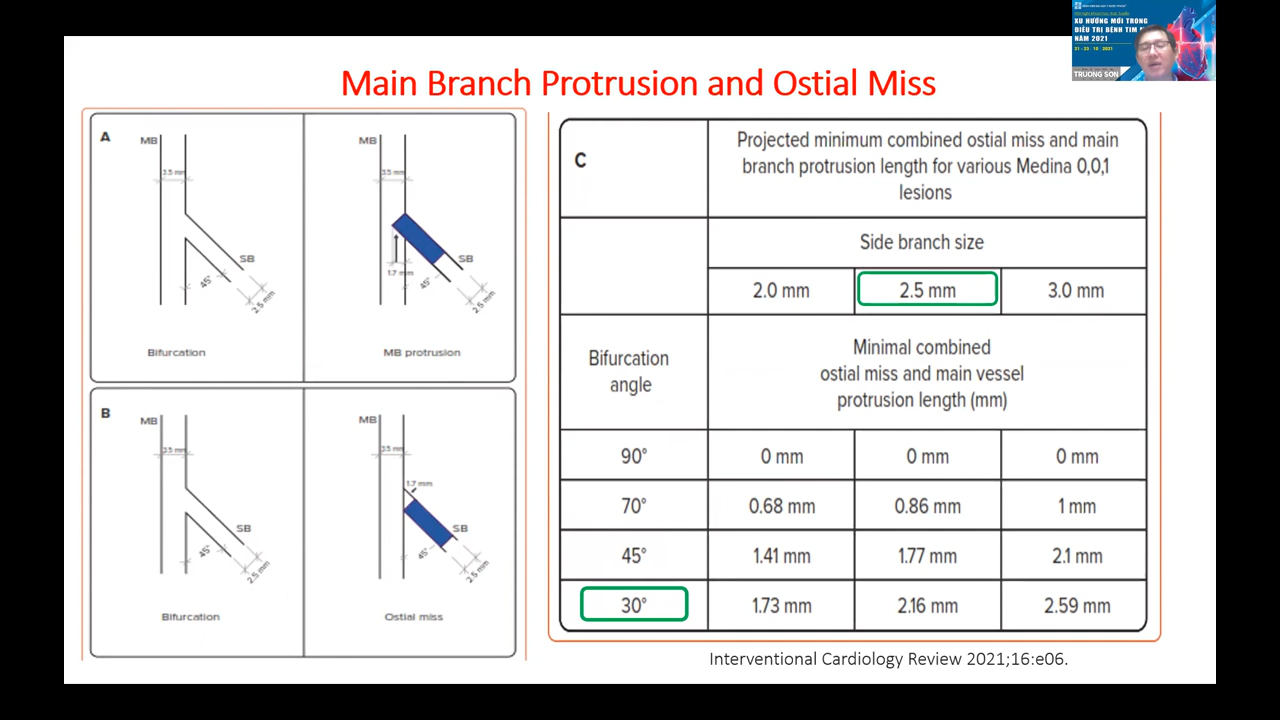 XU HƯỚNG MỚI TRONG
ĐIỀU TRỊ BỆNH TIM
NĂM 2021
TRUONG SON
Main Branch Protrusion and Ostial Miss
A
MB
3.5 mm
SB
45°
2.5 mm
Bifurcation
MB
3.5 mm
1.7 mm
SB
45°
2.5 mm
MB protrusion
B
MB
3.5 mm
SB
45°
2.5 mm
Bifurcation
MB
3.5 mm
1.7 mm
SB
45°
2.5 mm
Ostial miss
C
Projected minimum combined ostial miss and main
branch protrusion length for various Medina 0,0,1
lesions
Side branch size
2.0 mm 2.5 mm 3.0 mm
Bifurcation
angle
Minimal combined
ostial miss and main vessel
protrusion length (mm)
90° 0 mm 0 mm 0 mm
70° 0.68 mm 0.86 mm 1 mm
45° 1.41 mm 1.77 mm 2.1 mm
30° 1.73 mm 2.16 mm 2.59 mm
Interventional Cardiology Review 2021;16:e06.